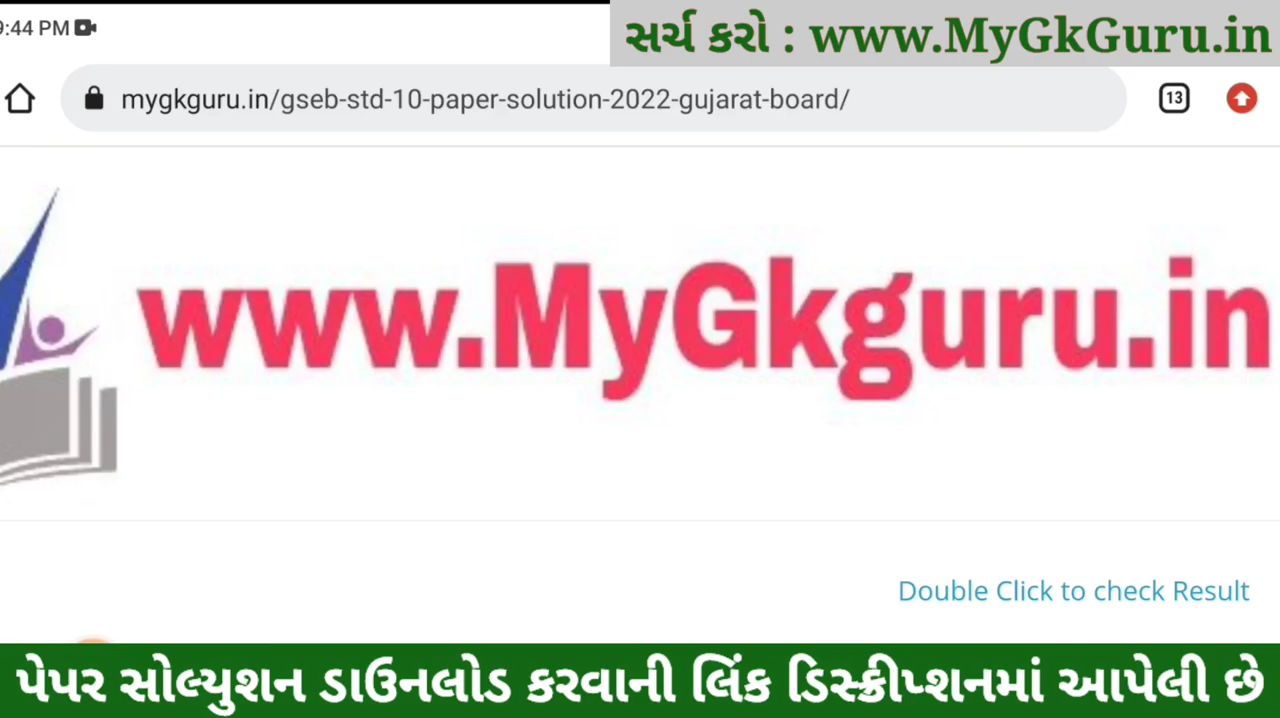 9:44 PM
સર્ચ કરો : www.MyGkGuru.in
mygkguru.in/gseb-std-10-paper-solution-2022-gujarat-board/
13
www.MyGkguru.in
Double Click to check Result
પેપર સોલ્યુશન ડાઉનલોડ કરવાની લિંક ડિસ્ક્રીપ્શનમાં આપેલી છે